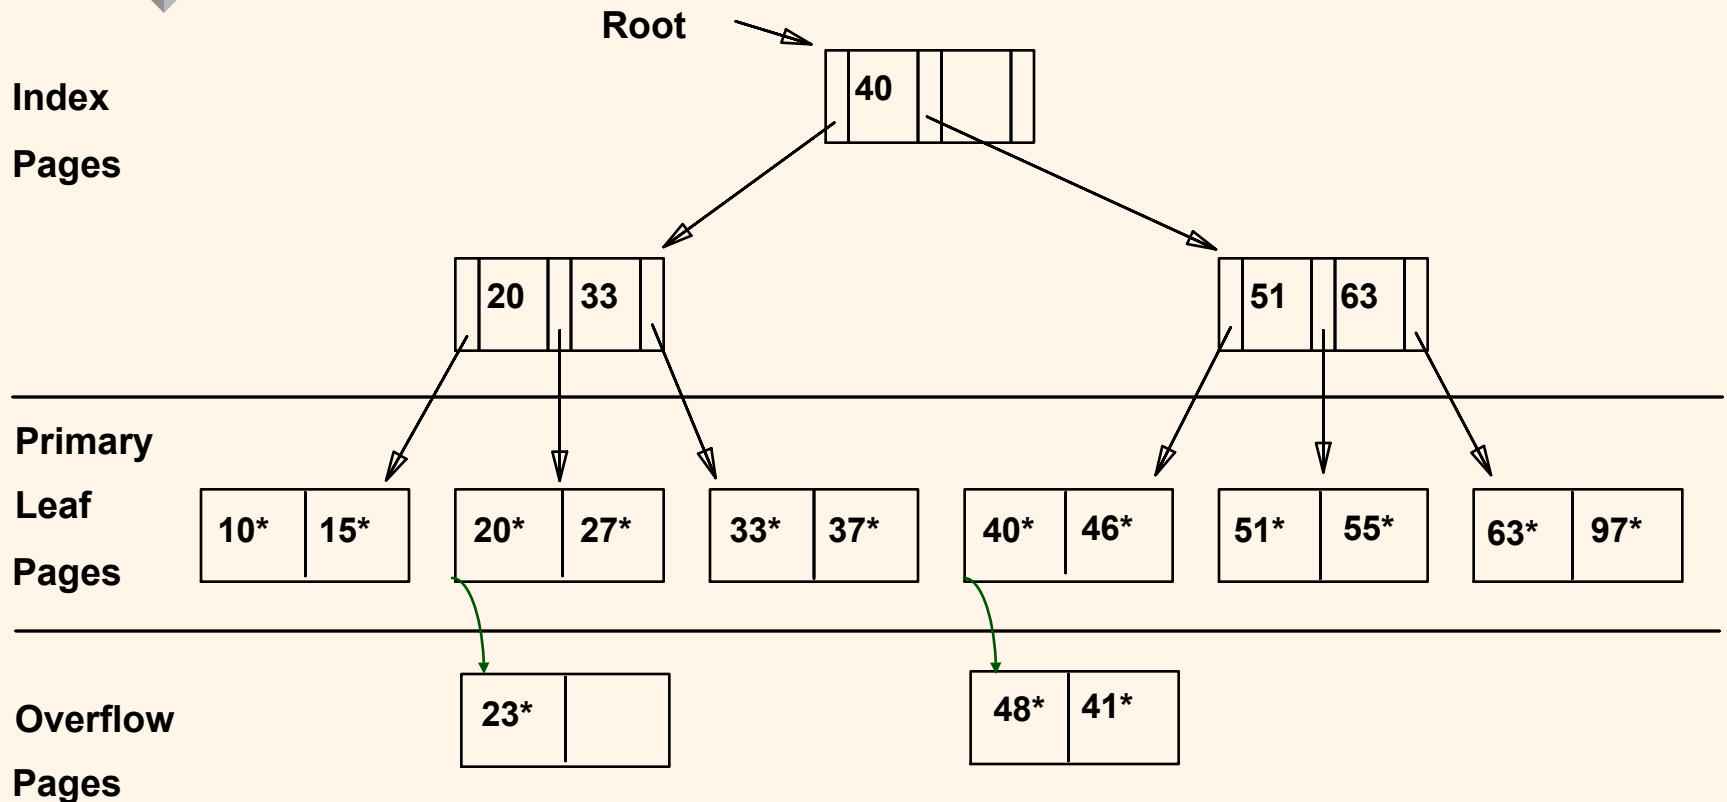 Root
40
Index
Pages
20 33 51 63
Primary
Leaf
Pages
10* 15* 20* 27* 33* 37* 40* 46* 51* 55* 63* 97*
23* 48* 41*
Overflow
Pages